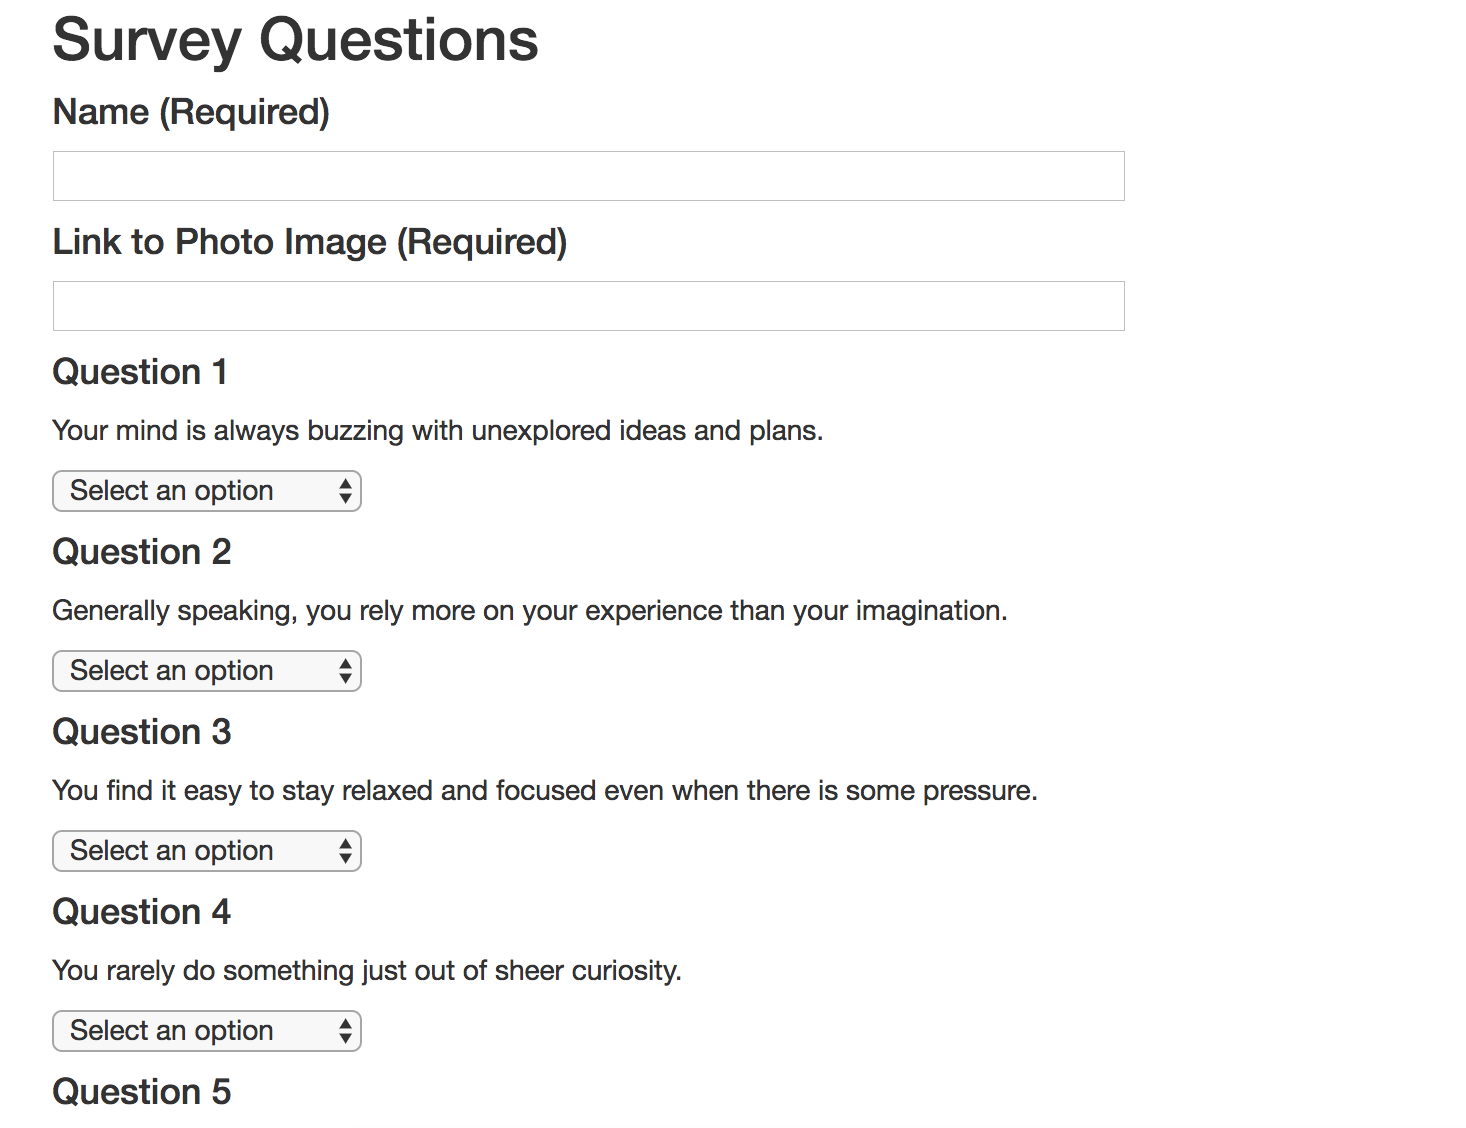 Survey Questions
Name (Required)
Link to Photo Image (Required)
Question 1
Your mind is always buzzing with unexplored ideas and plans.
Select an option
Question 2
Generally speaking, you rely more on your experience than your imagination.
Select an option
Question 3
You find it easy to stay relaxed and focused even when there is some pressure.
Select an option
Question 4
You rarely do something just out of sheer curiosity.
Select an option
Question 5